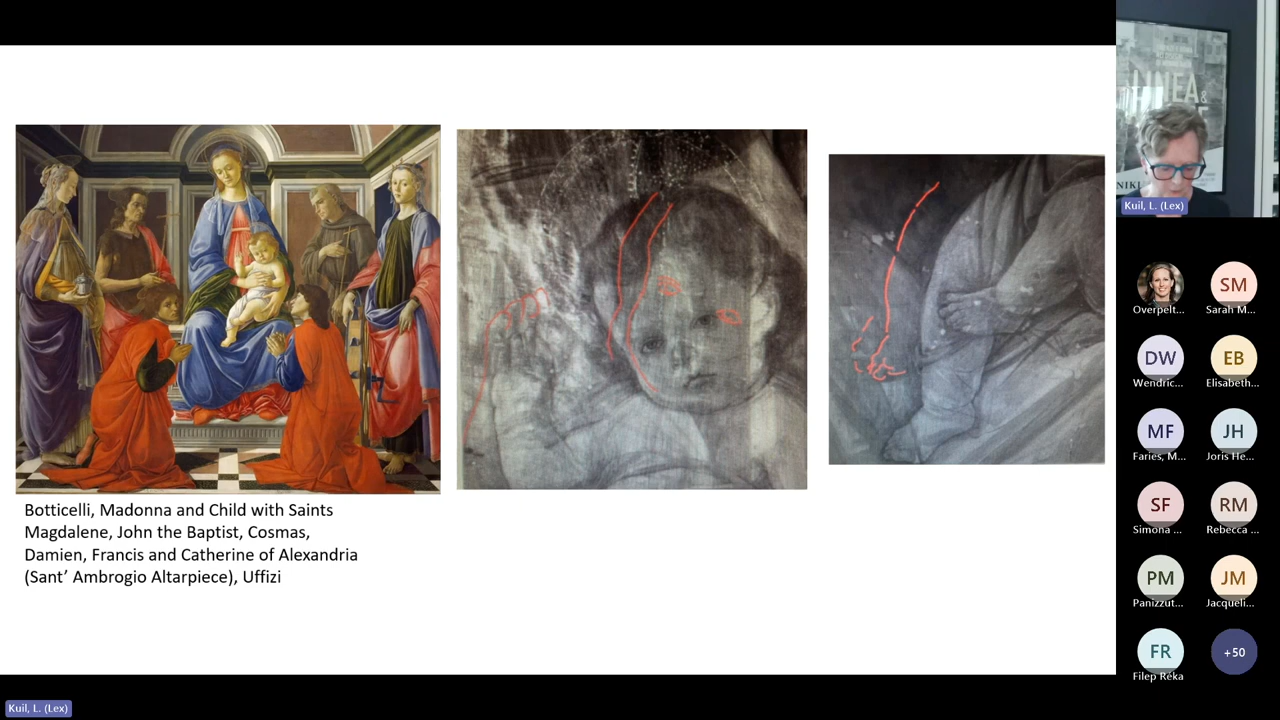 Botticelli, Madonna and Child with Saints
Magdalene, John the Baptist, Cosmas,
Damien, Francis and Catherine of Alexandria
(Sant’ Ambrogio Altarpiece), Uffizi
Kuil, L. (Lex)
NIKI
Overpelt...
SM
Sarah M...
DW
Wendric...
EB
Elisabeth...
MF
Faries, M...
JH
Joris He...
SF
Simona ...
RM
Rebecca ...
PM
Panizzut...
JM
Jacqueli...
FR
Filep Réka
+50
Kuil, L. (Lex)